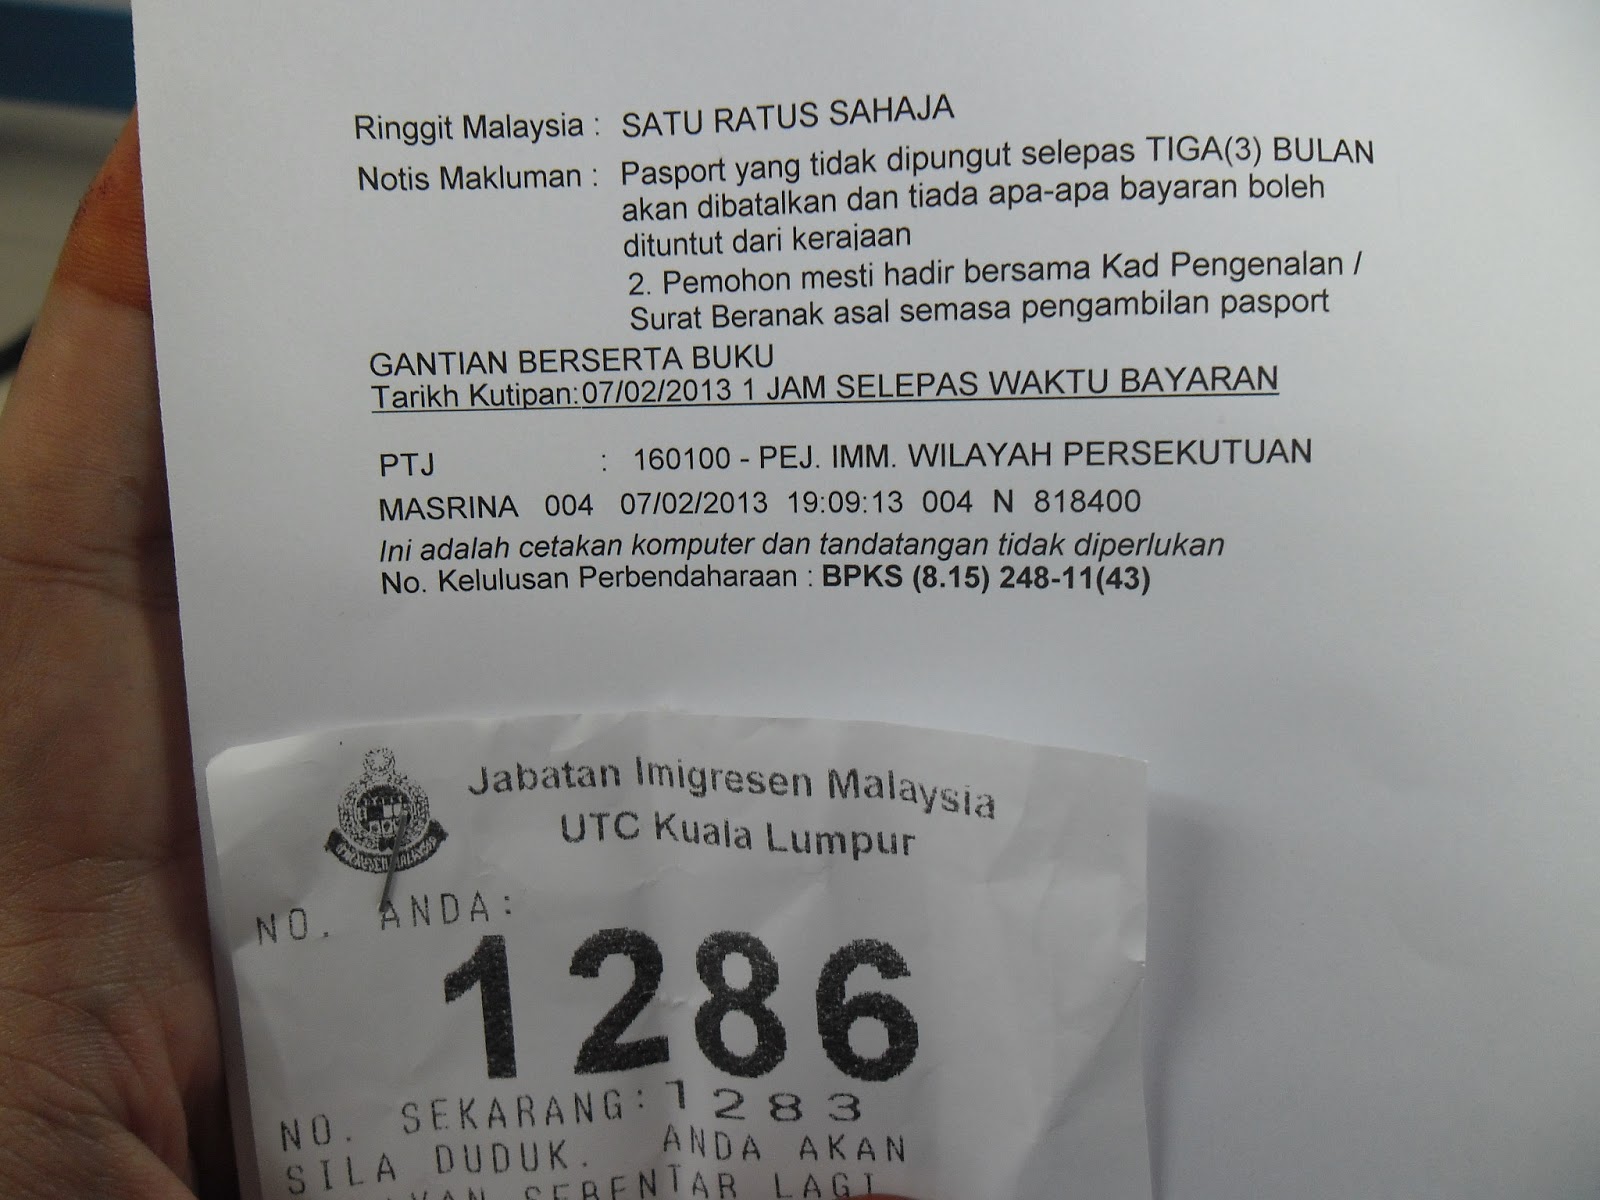 Ringgit Malaysia : SATU RATUS SAHAJA
Notis Makluman : Pasport yang tidak dipungut selepas TIGA(3) BULAN
akan dibatalkan dan tiada apa-apa bayaran boleh
dituntut dari kerajaan
2. Pemohon mesti hadir bersama Kad Pengenalan /
Surat Beranak asal semasa pengambilan pasport
GANTIAN BERSERTA BUKU
Tarikh Kutipan:07/02/2013 1 JAM SELEPAS WAKTU BAYARAN
PTJ : 160100 - PEJ. IMM. WILAYAH PERSEKUTUAN
MASRINA 004 07/02/2013 19:09:13 004 N 818400
Ini adalah cetakan komputer dan tandatangan tidak diperlukan
No. Kelulusan Perbendaharaan : BPKS (8.15) 248-11(43)
Jabatan Imigresen Malaysia
UTC Kuala Lumpur
NO. ANDA:
1286
NO. SEKARANG:1283
SILA DUDUK. ANDA AKAN
SEBENTAR LAGI